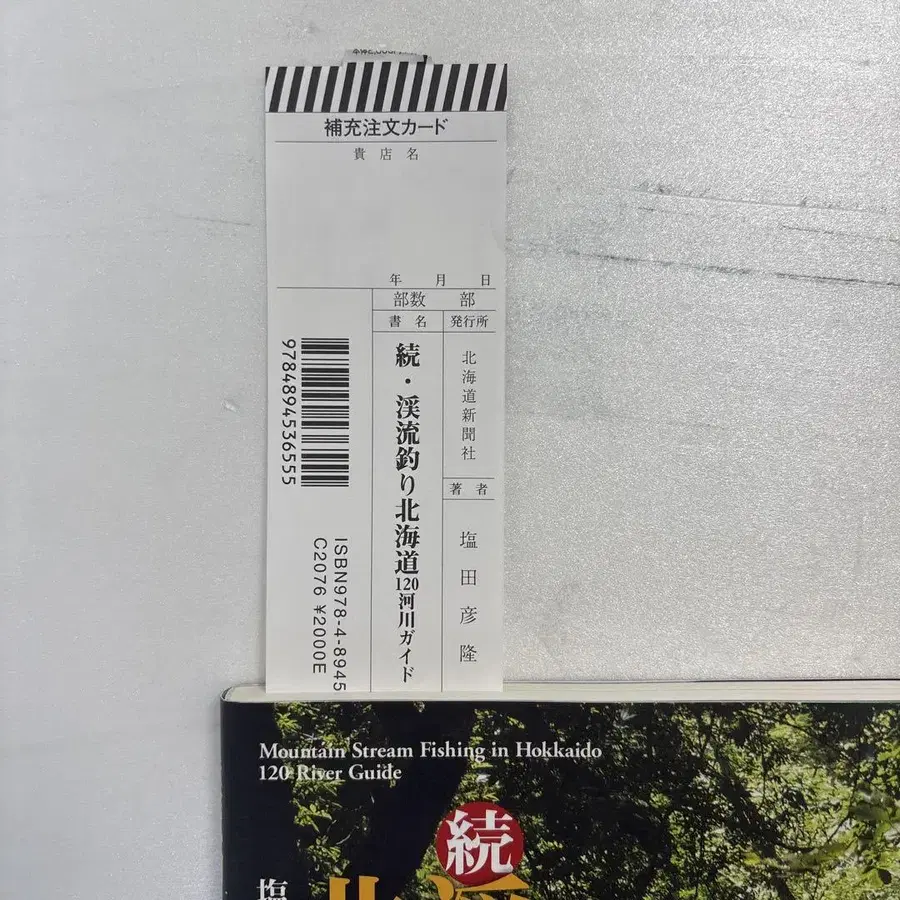 補充注文カード
貴店名
年 月 日
部数 部
書名
発行所
続・渓流釣り北海道120河川ガイド
北海道新聞社
著者
塩田彦隆
9784894536555
ISBN978-4-8945
C2076 ¥2000E
Mountain Stream Fishing in Hokkaido
120 River Guide
続
塩